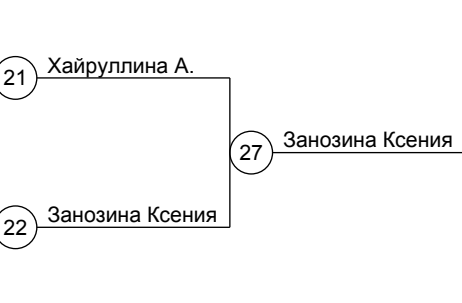 21 Хайруллина А.
27 Занозина Ксения
22 Занозина Ксения